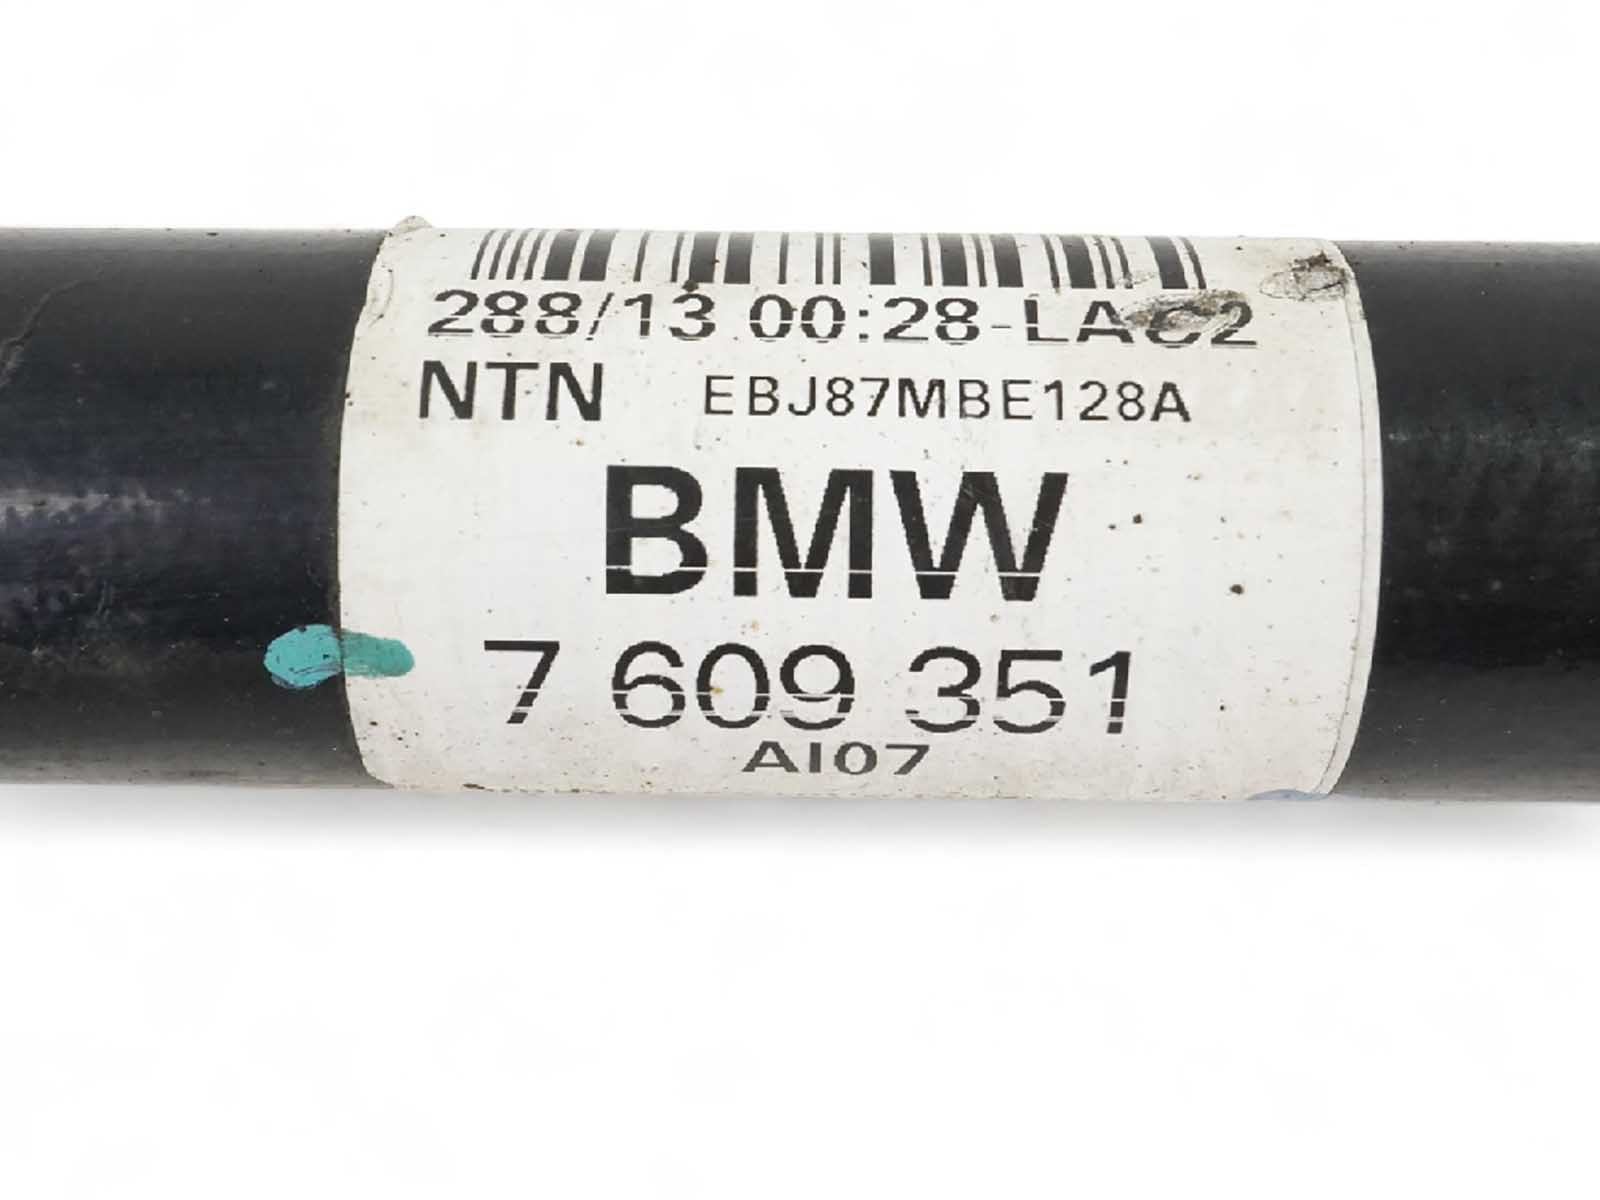 288/13 00:28-LAC2
NTN EBJ87MBE128A
BMW
7 609 351
AI07